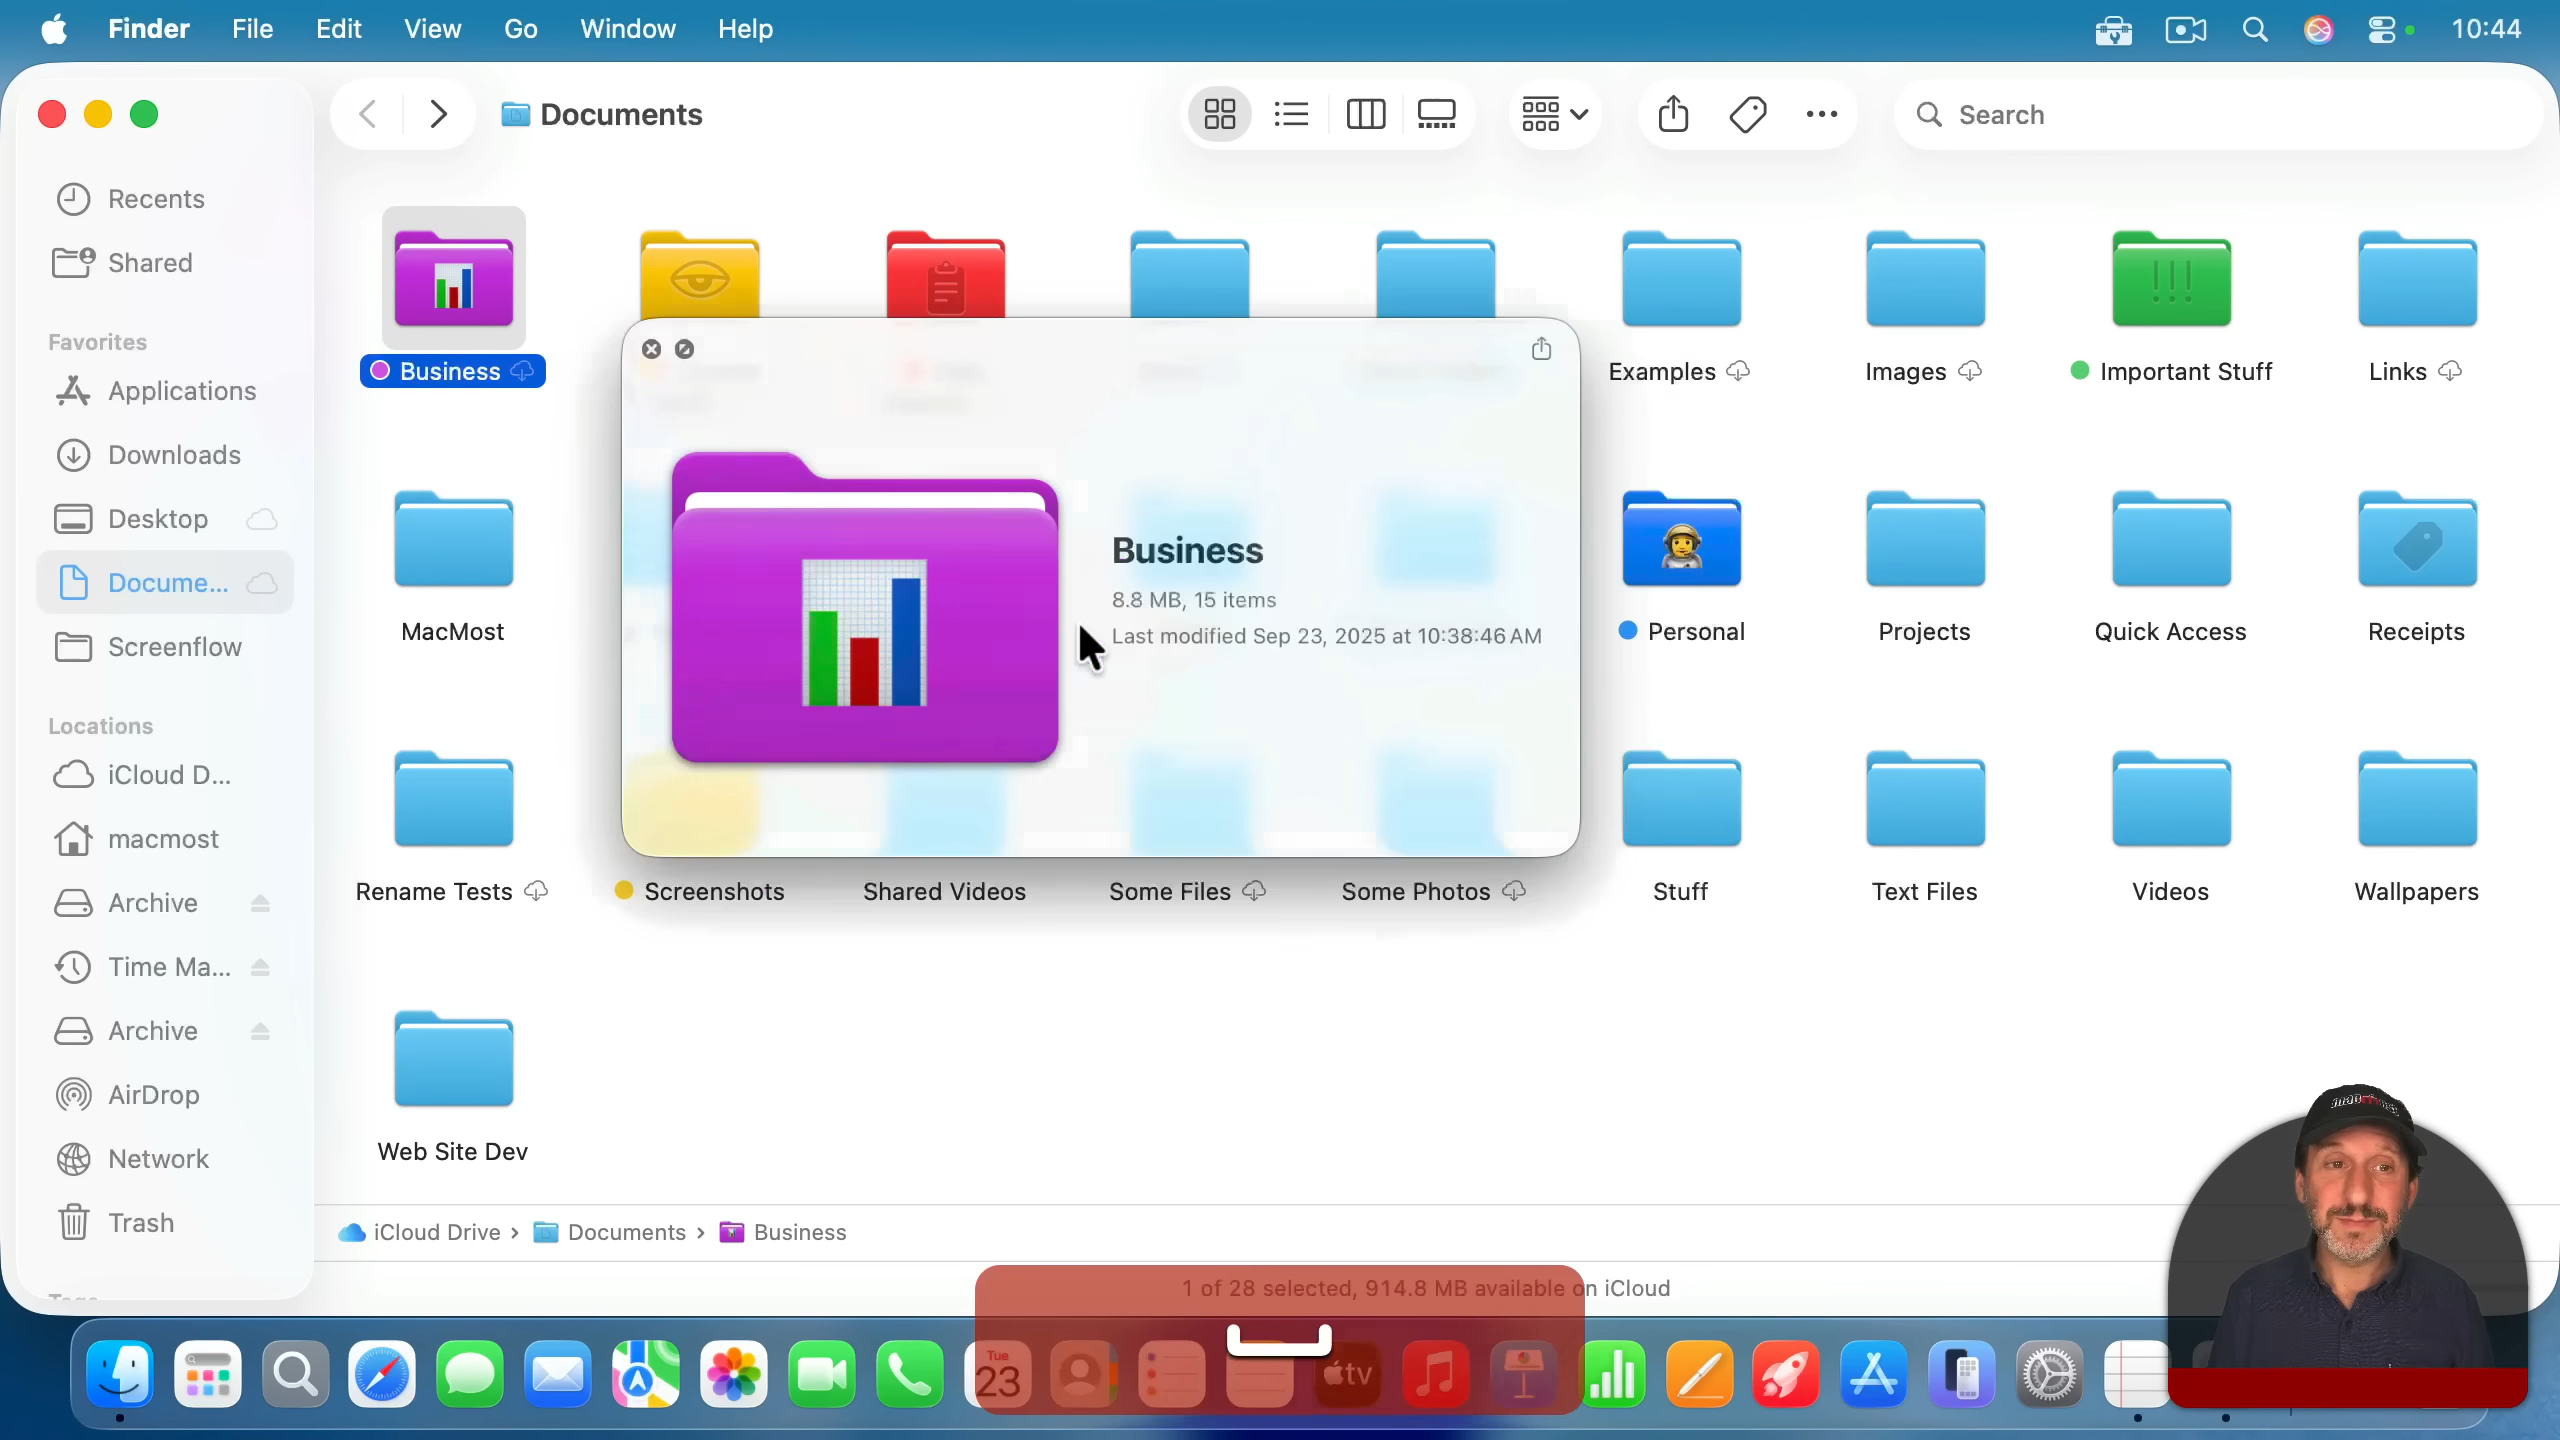 Finder File Edit View Go Window Help 10:44
Documents
Search
Recents
Shared
Favorites
Applications
Downloads
Desktop
Docume...
Screenflow
Locations
iCloud D...
macmost
Archive
Time Ma...
Archive
AirDrop
Network
Trash
Business
Examples
Images
Important Stuff
Links
!!!
Business
8.8 MB, 15 items
Last modified Sep 23, 2025 at 10:38:46 AM
MacMost
Personal
Projects
Quick Access
Receipts
Rename Tests
Screenshots
Shared Videos
Some Files
Some Photos
Stuff
Text Files
Videos
Wallpapers
Web Site Dev
iCloud Drive › Documents › Business
1 of 28 selected, 914.8 MB available on iCloud
Tue
23
tv